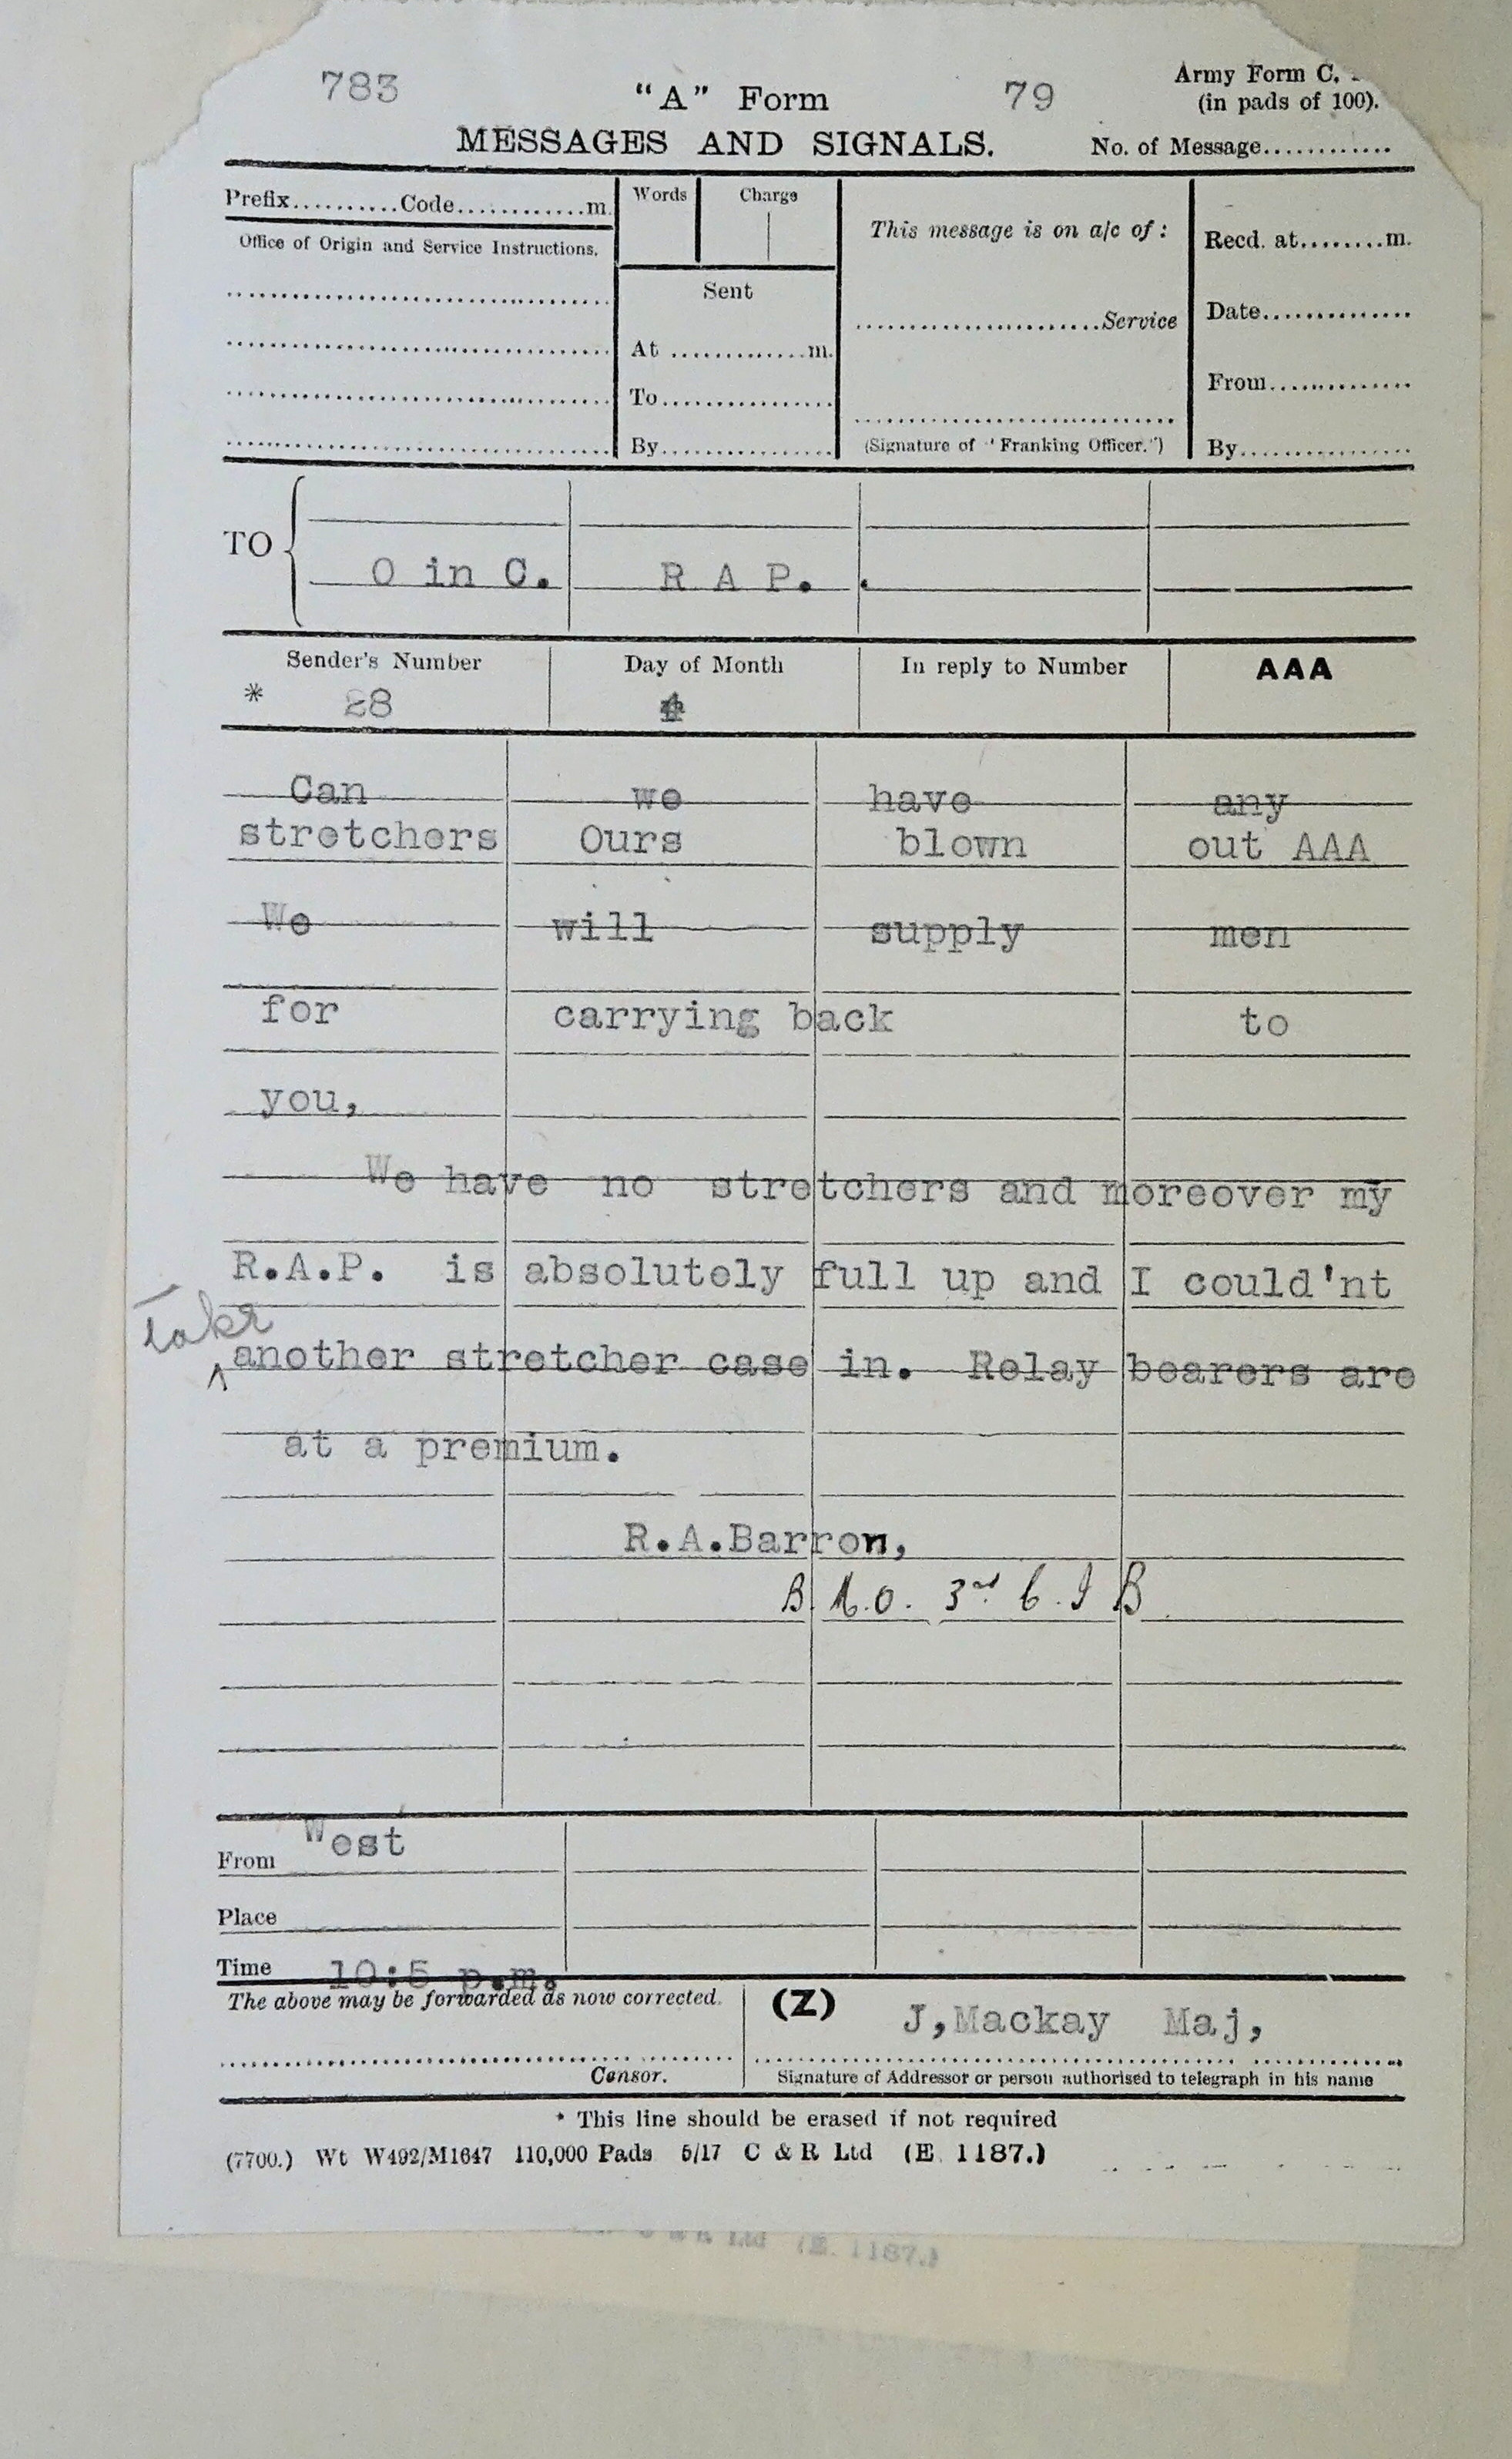 783 "A" Form 79 Army Form C.
(in pads of 100).
MESSAGES AND SIGNALS. No. of Message............
Prefix..........Code............m. Words Charge
Office of Origin and Service Instructions.
This message is on a/c of :
Recd. at........m.
Sent
........................Service
Date..............
At .............m.
From..............
To................
By................
(Signature of "Franking Officer.")
By................
TO
O in C. R A P. .
Sender's Number Day of Month In reply to Number AAA
* 28 4
Can we have any
stretchers Ours blown out AAA
We will supply men
for carrying back to
you,
We have no stretchers and moreover my
R.A.P. is absolutely full up and I could'nt
take
another stretcher case in. Relay bearers are
at a premium.
R.A.Barron,
B.M.O. 3rd C.I.B
From West
Place
Time 10:5 p.m.
The above may be forwarded as now corrected. (Z) J,Mackay Maj,
Censor. Signature of Addressor or person authorised to telegraph in his name
* This line should be erased if not required
(7700.) Wt W492/M1647 110,000 Pads 5/17 C & R Ltd (E. 1187.)
Ltd (E. 1187.)